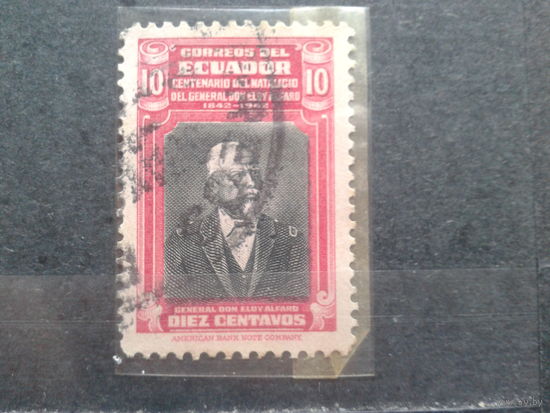 CORREOS DEL
ECUADOR
10 10
CENTENARIO DEL NATALICIO
DEL GENERAL DON ELOY ALFARO
1842-1942
GENERAL DON ELOY ALFARO
DIEZ CENTAVOS
AMERICAN BANK NOTE COMPANY.